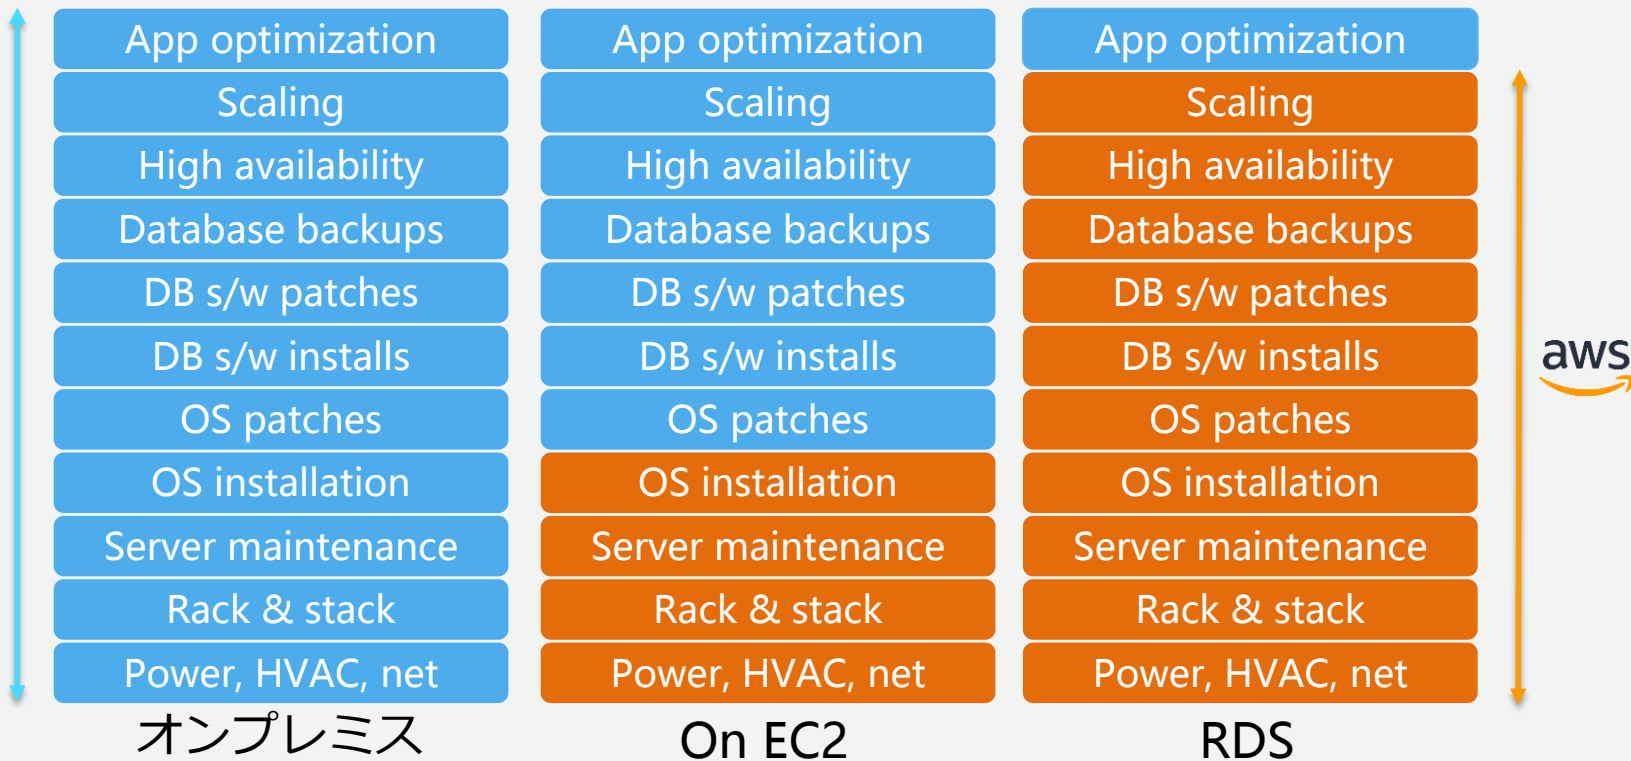 App optimization
Scaling
High availability
Database backups
DB s/w patches
DB s/w installs
OS patches
OS installation
Server maintenance
Rack & stack
Power, HVAC, net
オンプレミス
App optimization
Scaling
High availability
Database backups
DB s/w patches
DB s/w installs
OS patches
OS installation
Server maintenance
Rack & stack
Power, HVAC, net
On EC2
App optimization
Scaling
High availability
Database backups
DB s/w patches
DB s/w installs
OS patches
OS installation
Server maintenance
Rack & stack
Power, HVAC, net
RDS
aws